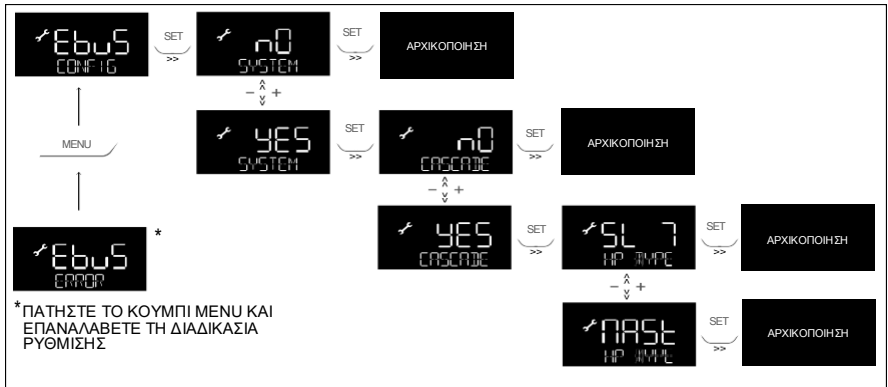 EbuS
CONFIG
SET
>>
nO
SYSTEM
SET
>>
ΑΡΧΙΚΟΠΟΙΗΣΗ
- +
MENU
YES
SYSTEM
SET
>>
nO
CASCADE
SET
>>
ΑΡΧΙΚΟΠΟΙΗΣΗ
- +
YES
CASCADE
SET
>>
SL 7
HP TYPE
SET
>>
ΑΡΧΙΚΟΠΟΙΗΣΗ
EbuS
ERROR
*
- +
MASt
HP TYPE
SET
>>
ΑΡΧΙΚΟΠΟΙΗΣΗ
*ΠΑΤΗΣΤΕ ΤΟ ΚΟΥΜΠΙ MENU ΚΑΙ
ΕΠΑΝΑΛΑΒΕΤΕ ΤΗ ΔΙΑΔΙΚΑΣΙΑ
ΡΥΘΜΙΣΗΣ